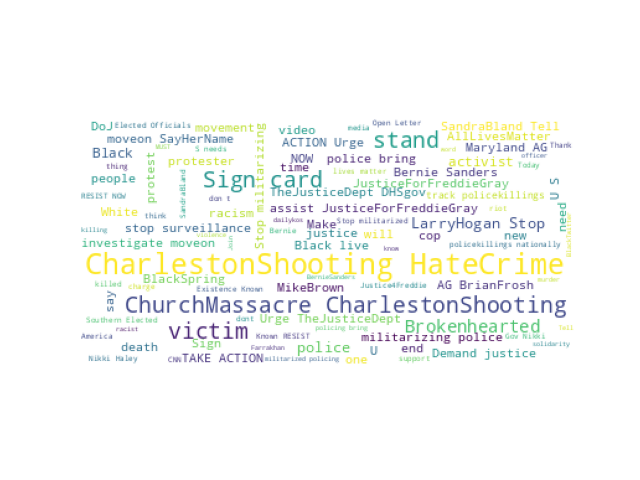 DoJ Elected Officials movement video media Open Letter SandraBland Tell
moveon SayHerName MUST ACTION Urge stand AllLivesMatter
violence Maryland AG Thank
Black S needs NOW police bring word officer
thing protester time lives matter Bernie Sanders activist Today
people protest SandraBland Sign card TheJusticeDept DHSgov JusticeForFreddieGray U S
RESIST NOW don t track policekillings need
White think racism Stop militarizing assist JusticeForFreddieGray riot
dailykos Make Stop militarized LarryHogan Stop
killing stop surveillance Bernie justice will cop new
investigate moveon Join Black live know policekillings nationally
CharlestonShooting HateCrime
killed charge BlackSpring BernieSanders murder
say Existence Known MikeBrown Justice4Freddie AG BrianFrosh
ChurchMassacre CharlestonShooting
Southern Elected dont Urge TheJusticeDept
racist victim policing bring Brokenhearted Tell
America Sign Known RESIST militarizing police Gov Nikki
death Farrakhan police U end solidarity
Nikki Haley CNN TAKE ACTION militarized policing one support Demand justice